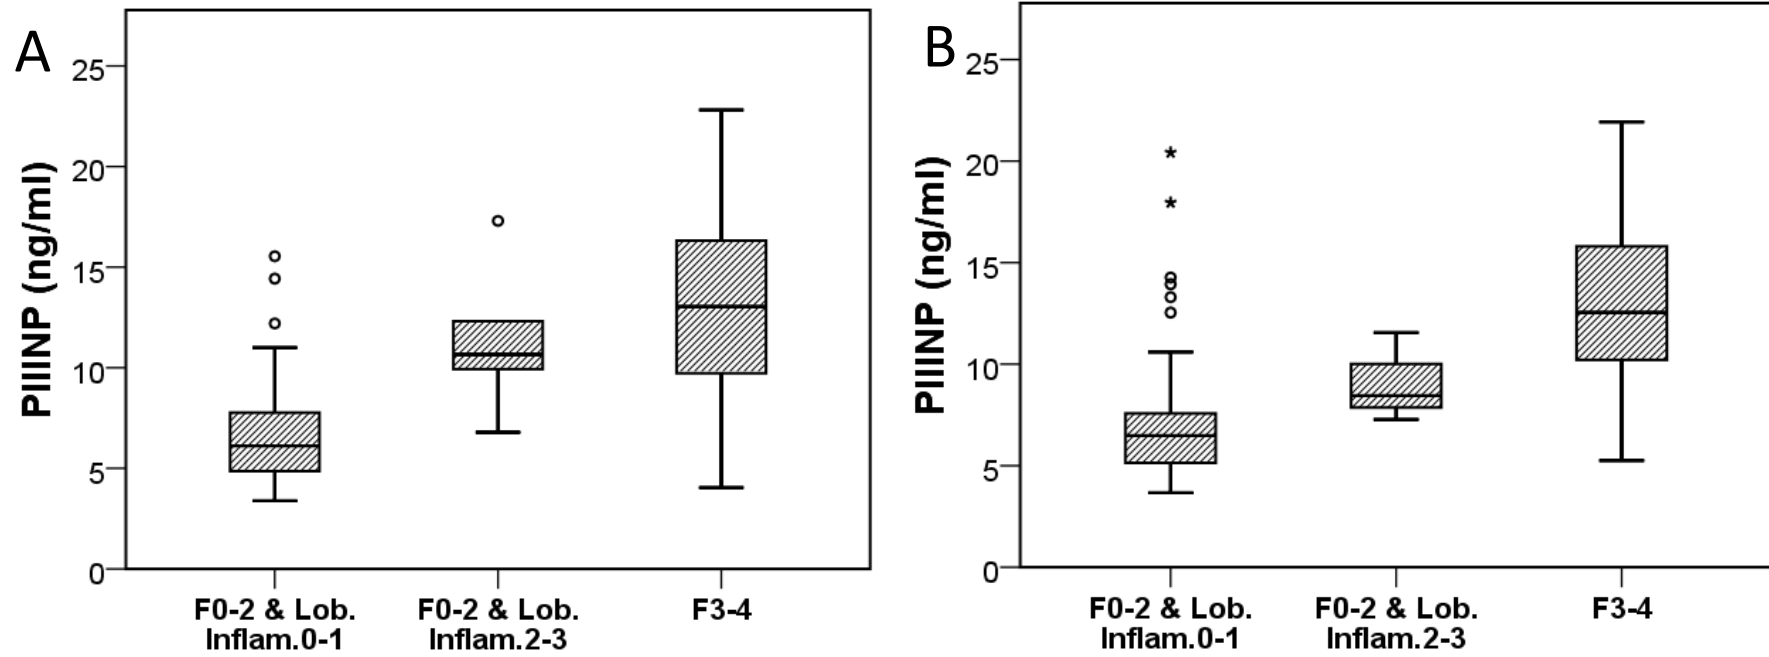 A
PIIINP (ng/ml)
25
20
15
10
5
0
F0-2 & Lob.
Inflam.0-1
F0-2 & Lob.
Inflam.2-3
F3-4
B
PIIINP (ng/ml)
25
20
15
10
5
0
F0-2 & Lob.
Inflam.0-1
F0-2 & Lob.
Inflam.2-3
F3-4